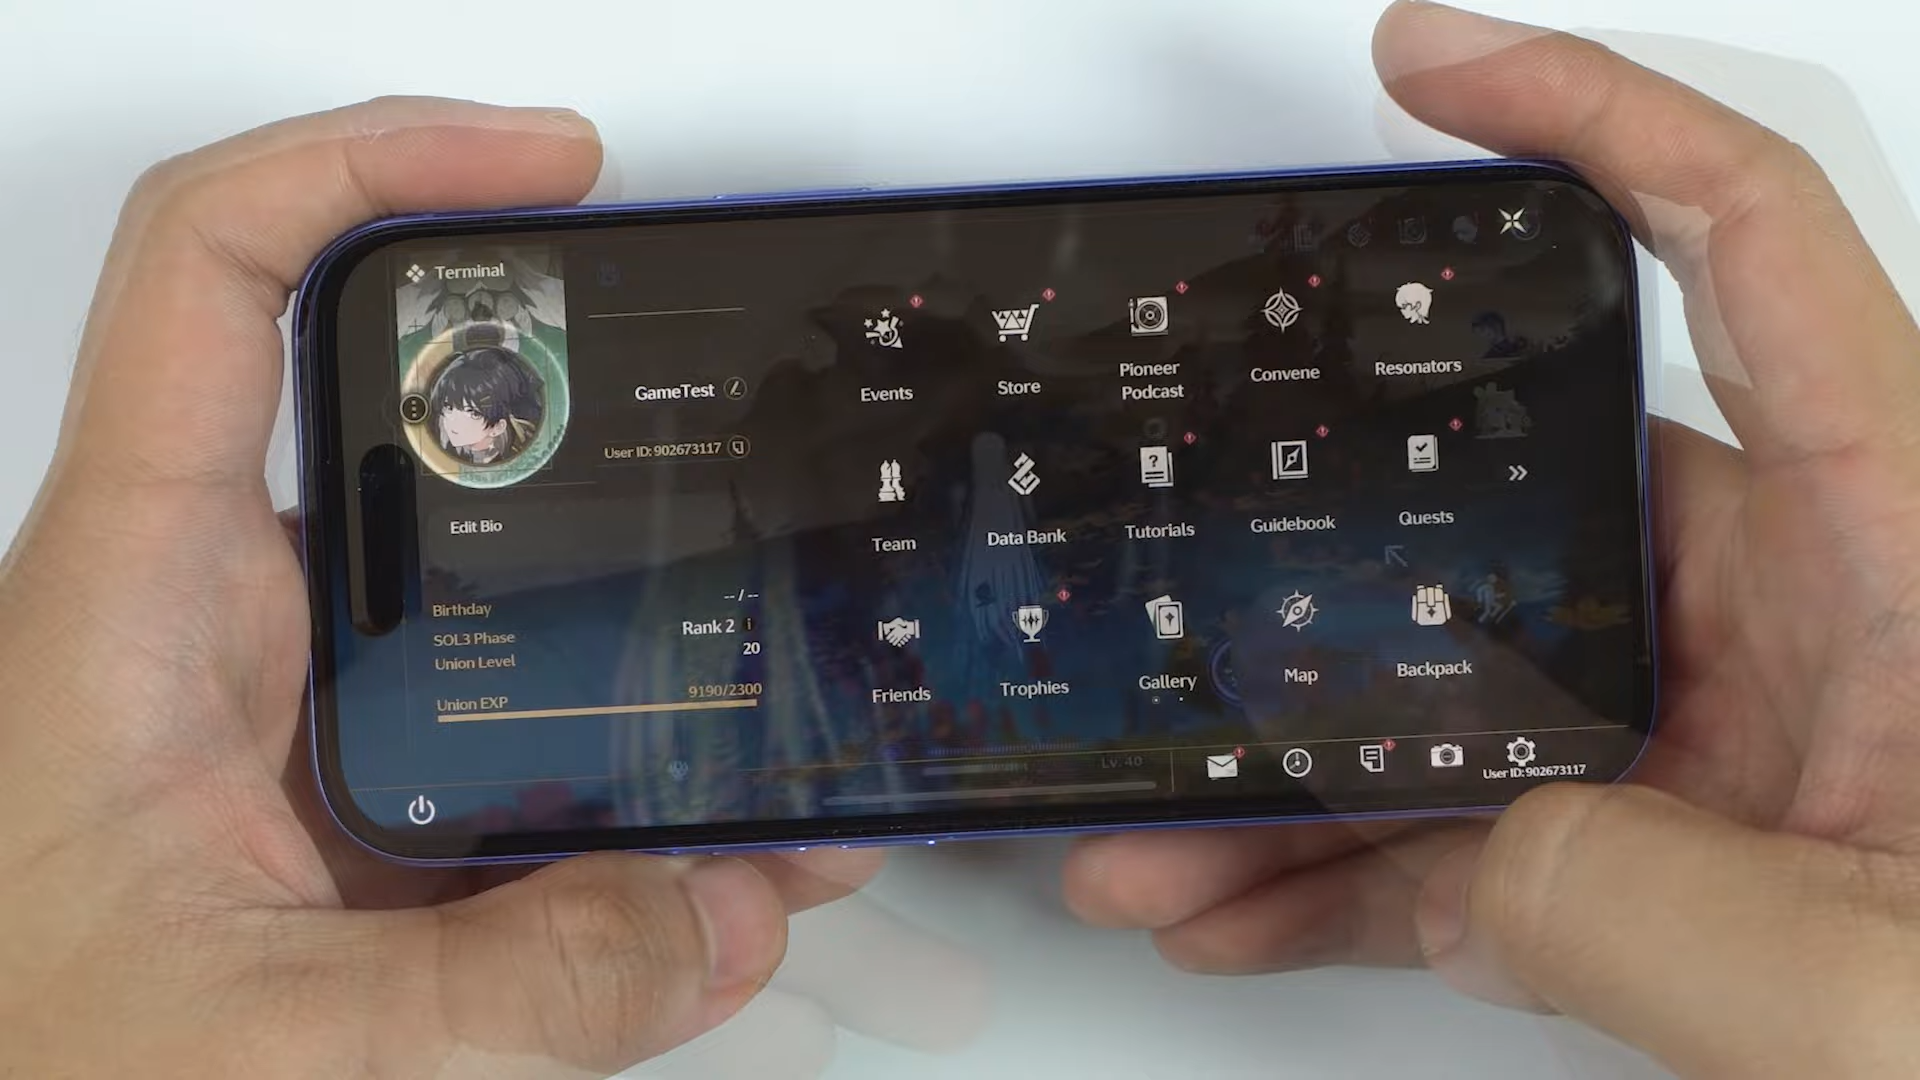 Terminal
GameTest
User ID: 902673117
Edit Bio
Birthday
-- / --
SOL3 Phase
Rank 2
Union Level
20
Union EXP
9190/2300
Events
Store
Pioneer
Podcast
Convene
Resonators
Team
Data Bank
Tutorials
Guidebook
Quests
Friends
Trophies
Gallery
Map
Backpack
LV. 40
User ID: 902673117